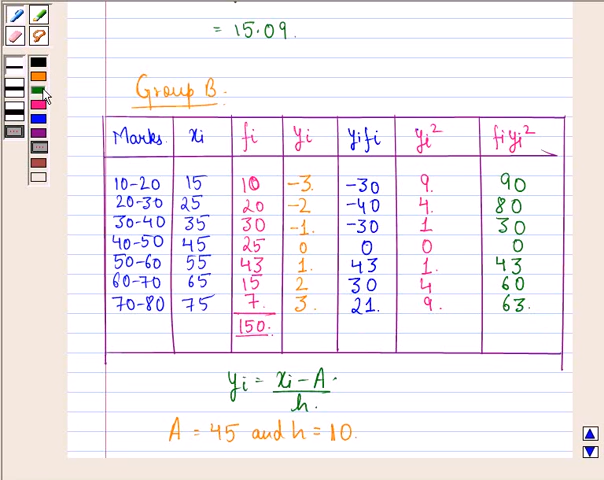 = 15.09.
Group B.
Marks xi fi yi yifi yi² fiyi²
10-20 15 10 -3. -30 9. 90
20-30 25 20 -2 -40 4. 80
30-40 35 30 -1. -30 1 30
40-50 45 25 0 0 0 0
50-60 55 43 1. 43 1. 43
60-70 65 15 2 30 4 60
70-80 75 7. 3. 21. 9. 63.
150.
yi = xi - A
h.
A = 45 and h = 10.